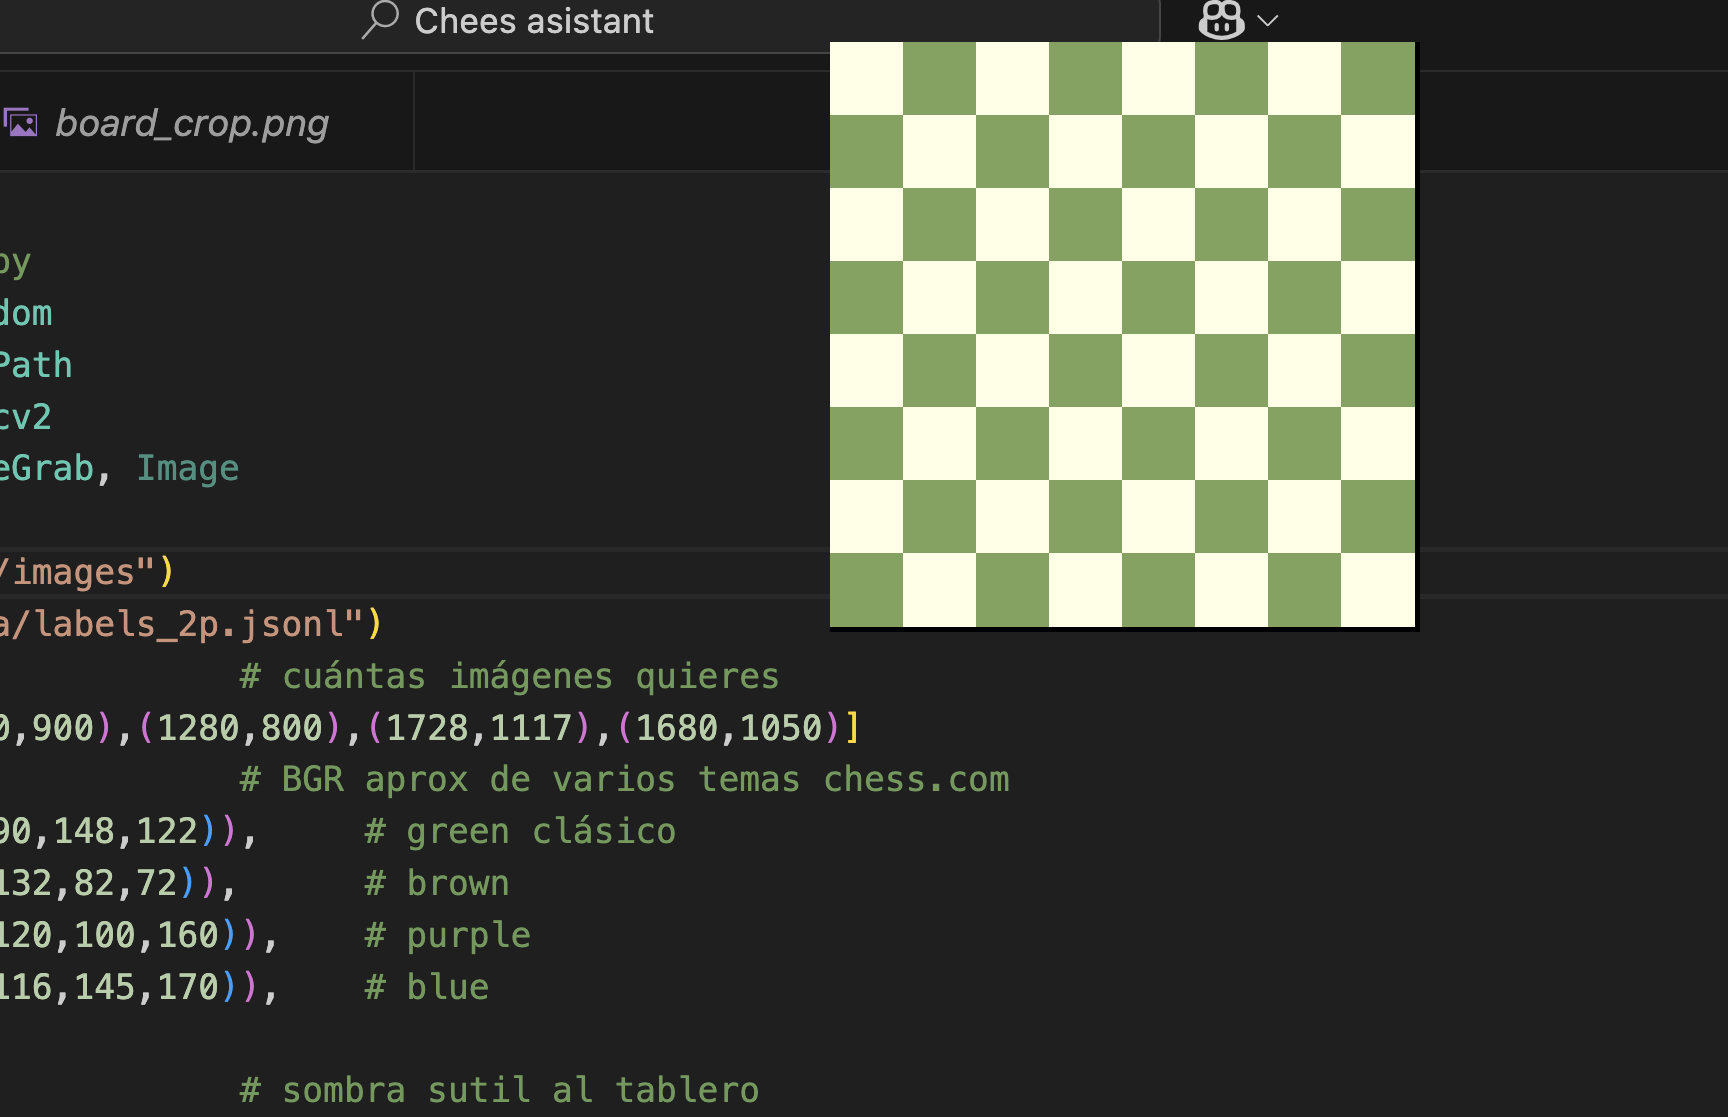 Chees asistant
board_crop.png
py
dom
Path
cv2
eGrab, Image
/images")
a/labels_2p.jsonl")
# cuántas imágenes quieres
0,900),(1280,800),(1728,1117),(1680,1050)]
# BGR aprox de varios temas chess.com
90,148,122)), # green clásico
132,82,72)), # brown
120,100,160)), # purple
116,145,170)), # blue
# sombra sutil al tablero